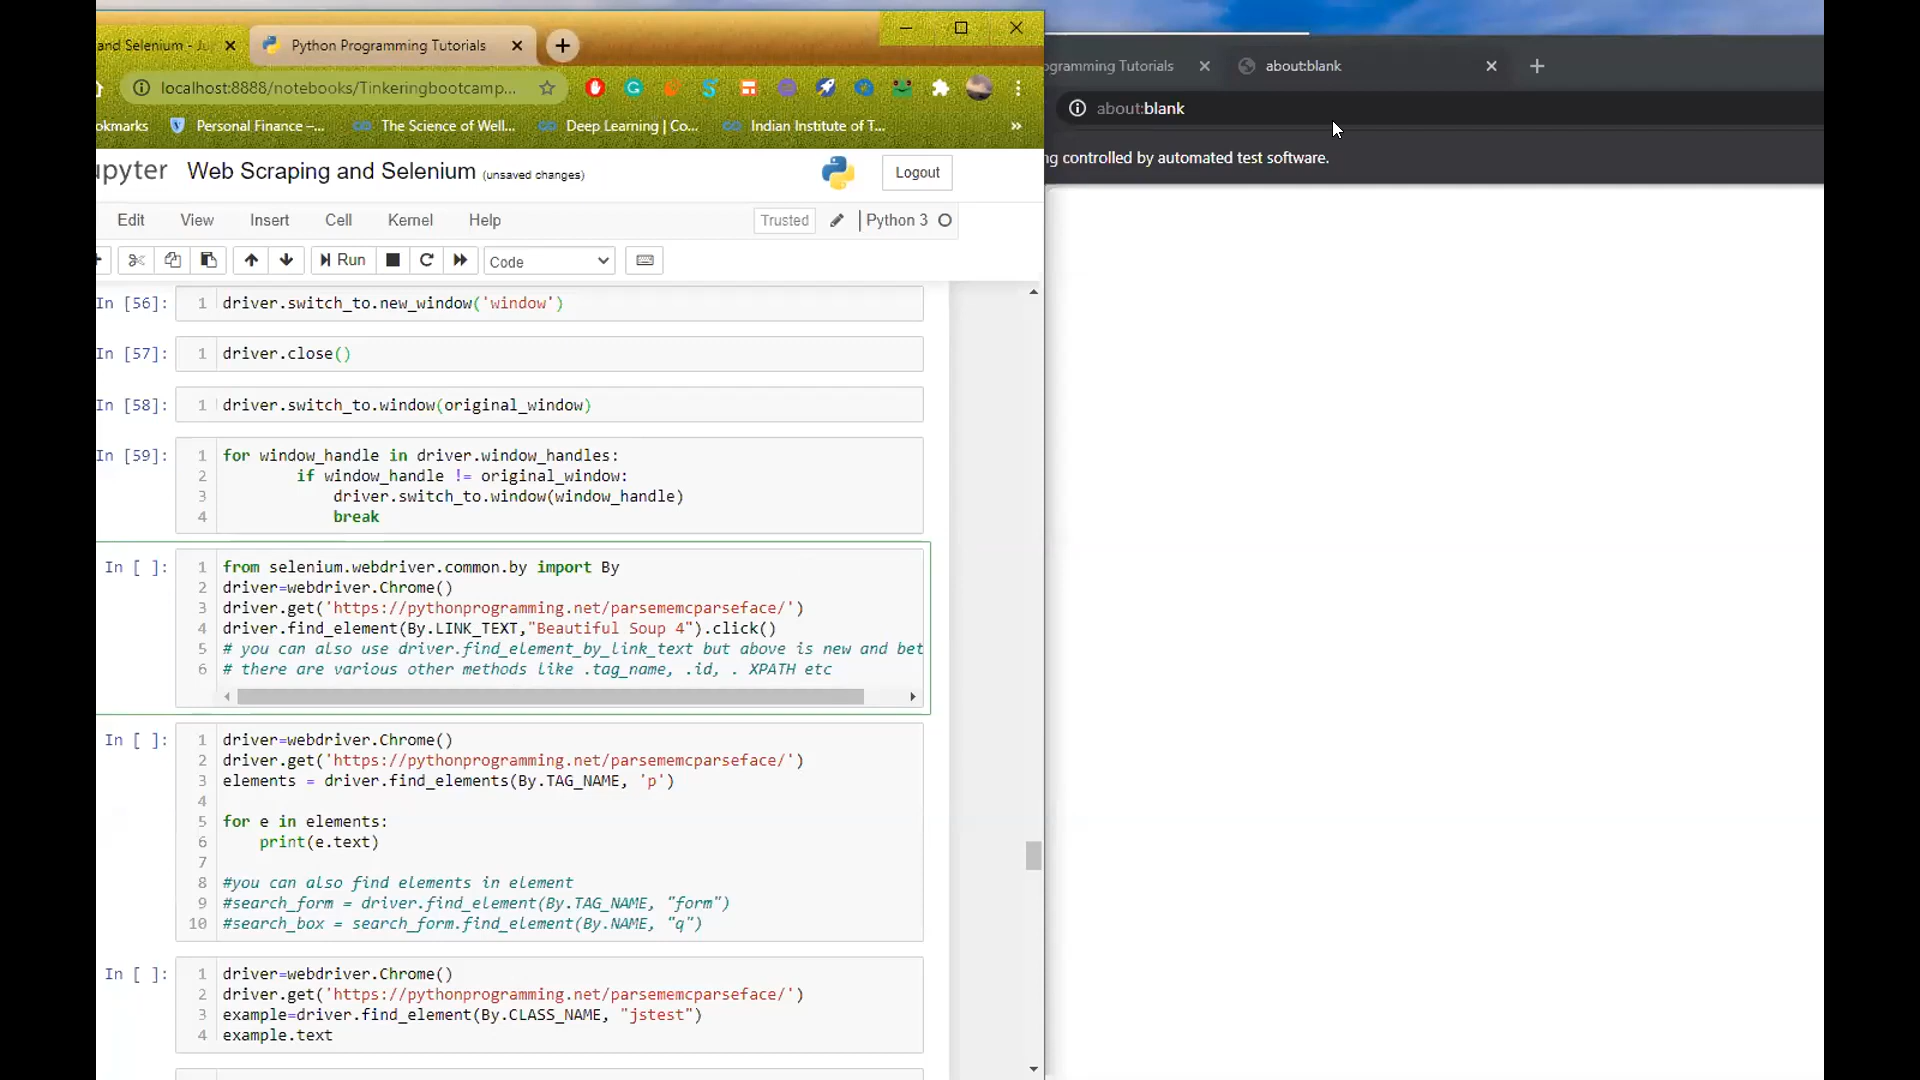 and Selenium - Ju
Python Programming Tutorials
localhost:8888/notebooks/Tinkeringbootcamp...
okmarks
Personal Finance –...
The Science of Well...
Deep Learning | Co...
Indian Institute of T...
»
upyter
Web Scraping and Selenium (unsaved changes)
Logout
Edit
View
Insert
Cell
Kernel
Help
Trusted
Python 3
Run
Code
In [56]:
1 driver.switch_to.new_window('window')
In [57]:
1 driver.close()
In [58]:
1 driver.switch_to.window(original_window)
In [59]:
1 for window_handle in driver.window_handles:
2 if window_handle != original_window:
3 driver.switch_to.window(window_handle)
4 break
In [ ]:
1 from selenium.webdriver.common.by import By
2 driver=webdriver.Chrome()
3 driver.get('https://pythonprogramming.net/parsememcparseface/')
4 driver.find_element(By.LINK_TEXT,"Beautiful Soup 4").click()
5 # you can also use driver.find_element_by_link_text but above is new and bet
6 # there are various other methods like .tag_name, .id, . XPATH etc
In [ ]:
1 driver=webdriver.Chrome()
2 driver.get('https://pythonprogramming.net/parsememcparseface/')
3 elements = driver.find_elements(By.TAG_NAME, 'p')
4
5 for e in elements:
6 print(e.text)
7
8 #you can also find elements in element
9 #search_form = driver.find_element(By.TAG_NAME, "form")
10 #search_box = search_form.find_element(By.NAME, "q")
In [ ]:
1 driver=webdriver.Chrome()
2 driver.get('https://pythonprogramming.net/parsememcparseface/')
3 example=driver.find_element(By.CLASS_NAME, "jstest")
4 example.text
ogramming Tutorials
about:blank
about:blank
ng controlled by automated test software.